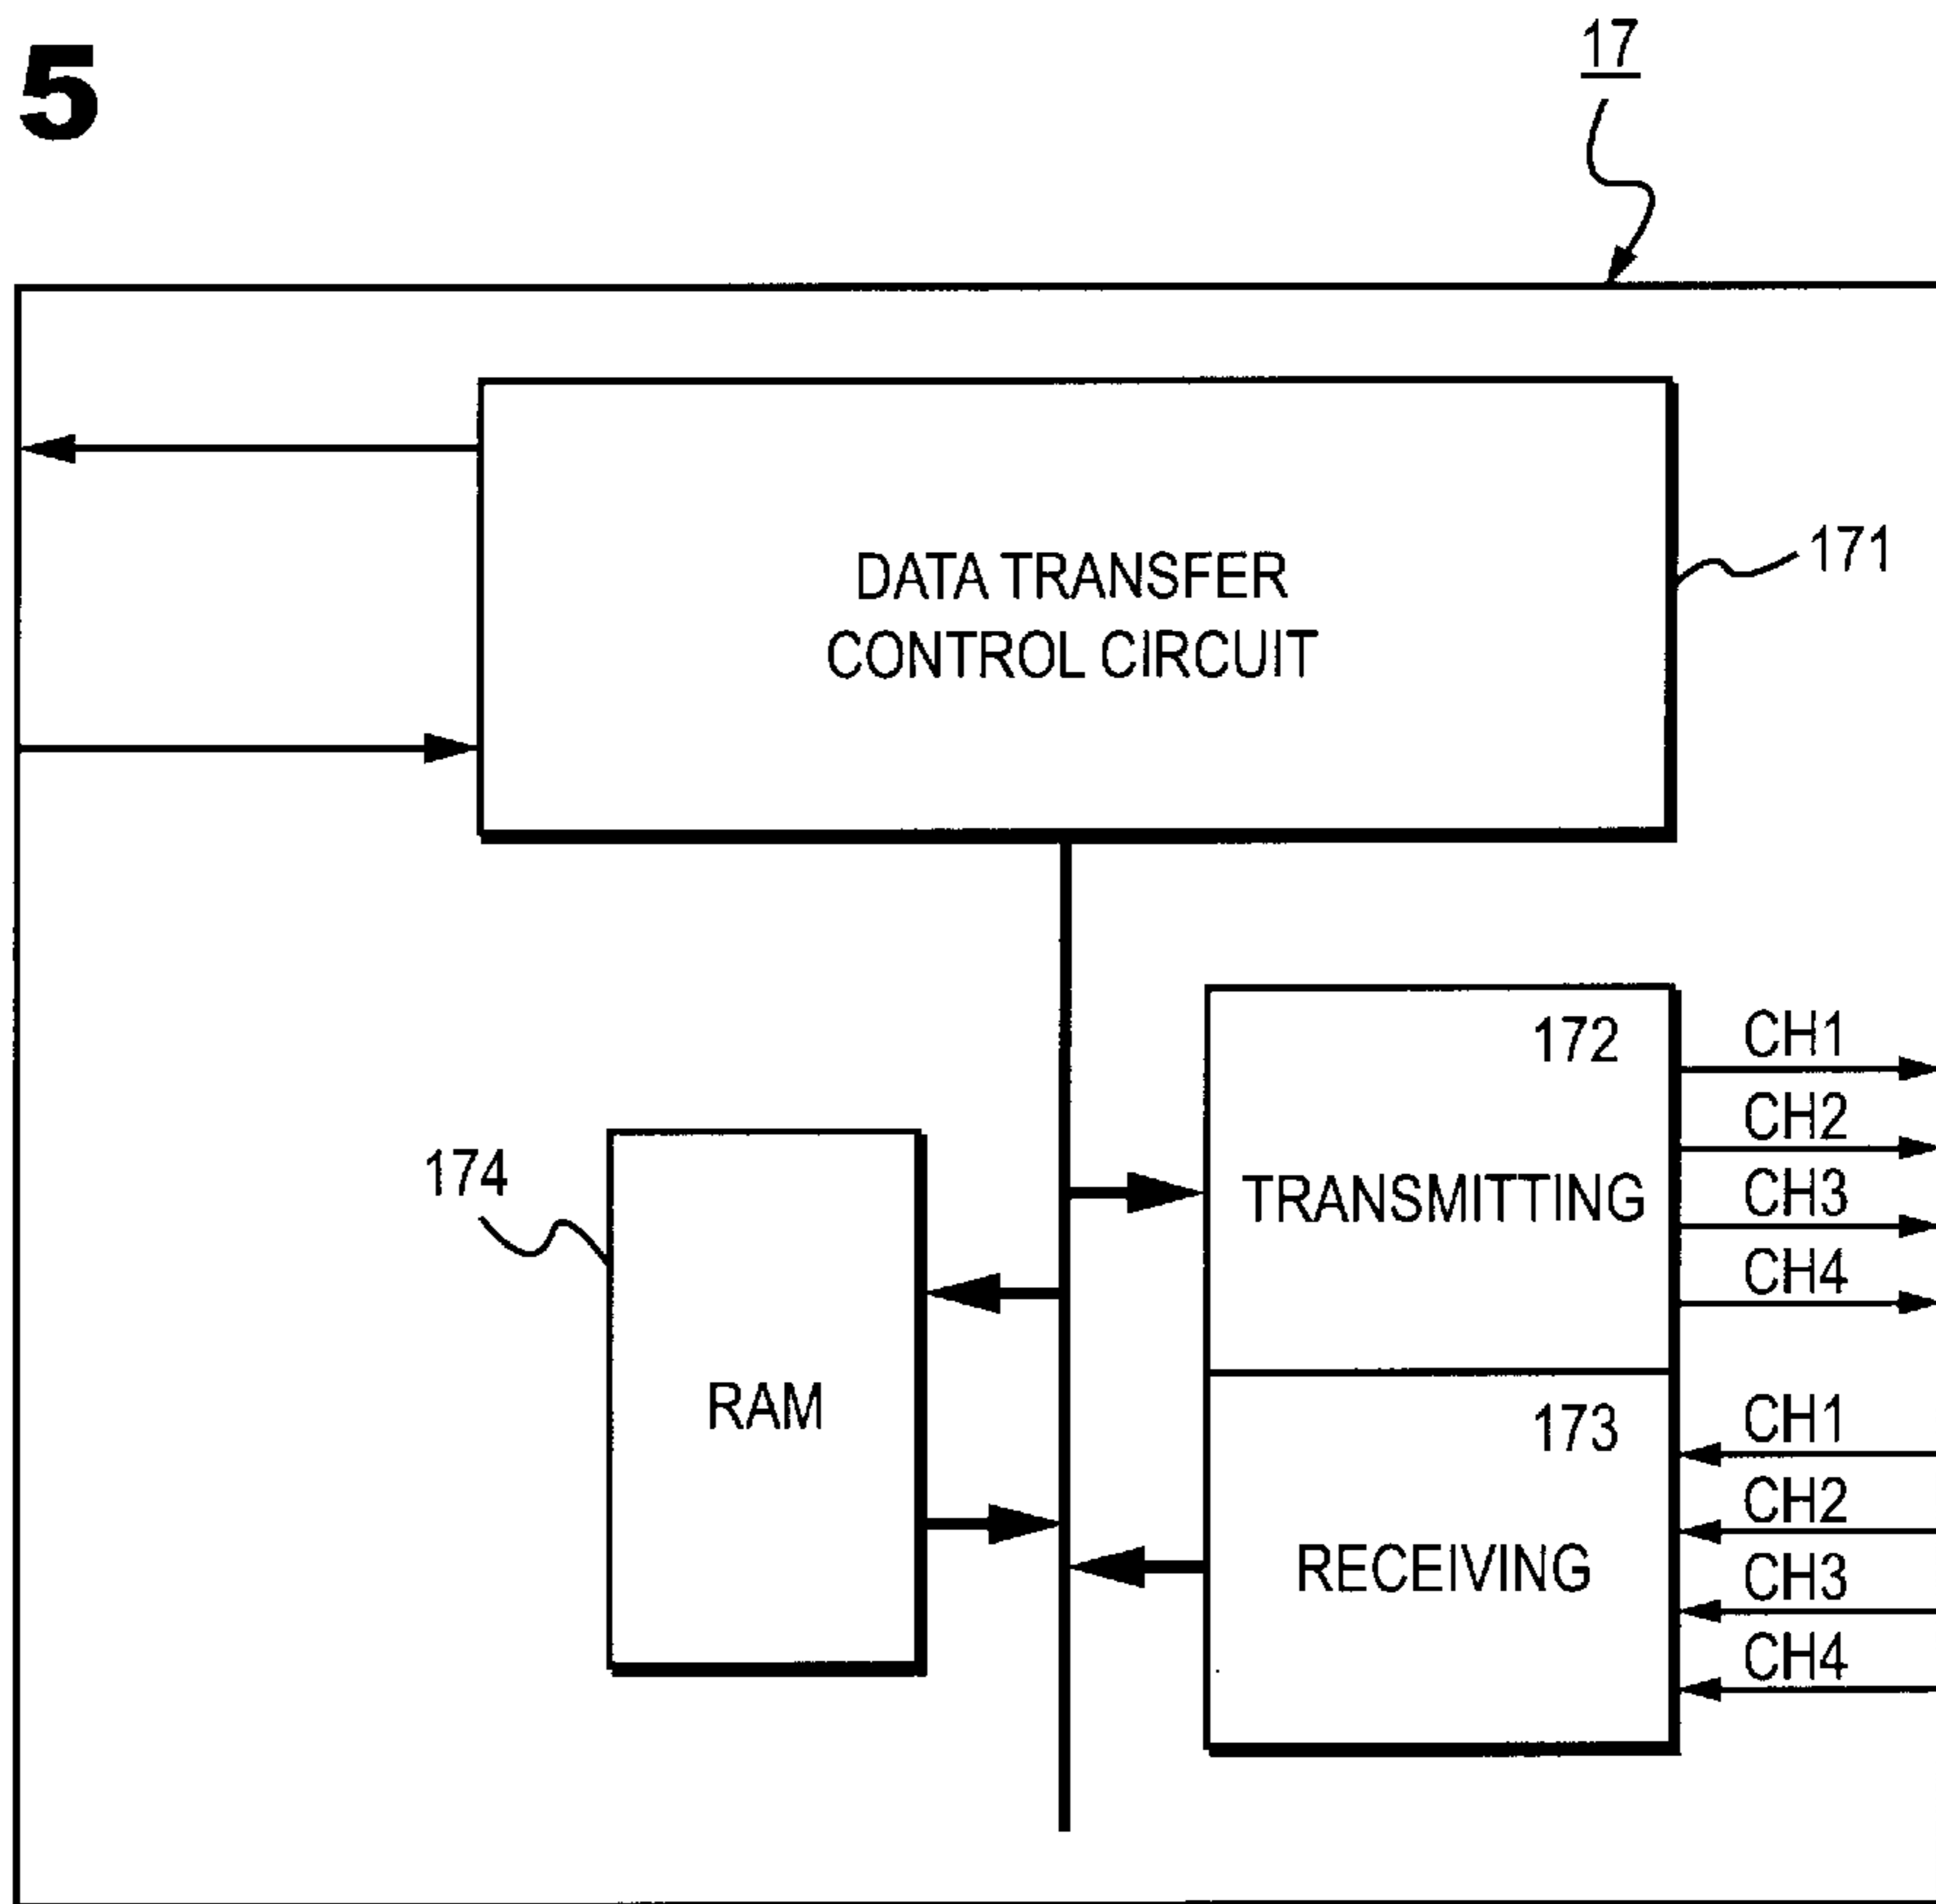 5
17
DATA TRANSFER
CONTROL CIRCUIT
171
172
CH1
CH2
174
TRANSMITTING
CH3
CH4
RAM
173
CH1
CH2
RECEIVING
CH3
CH4